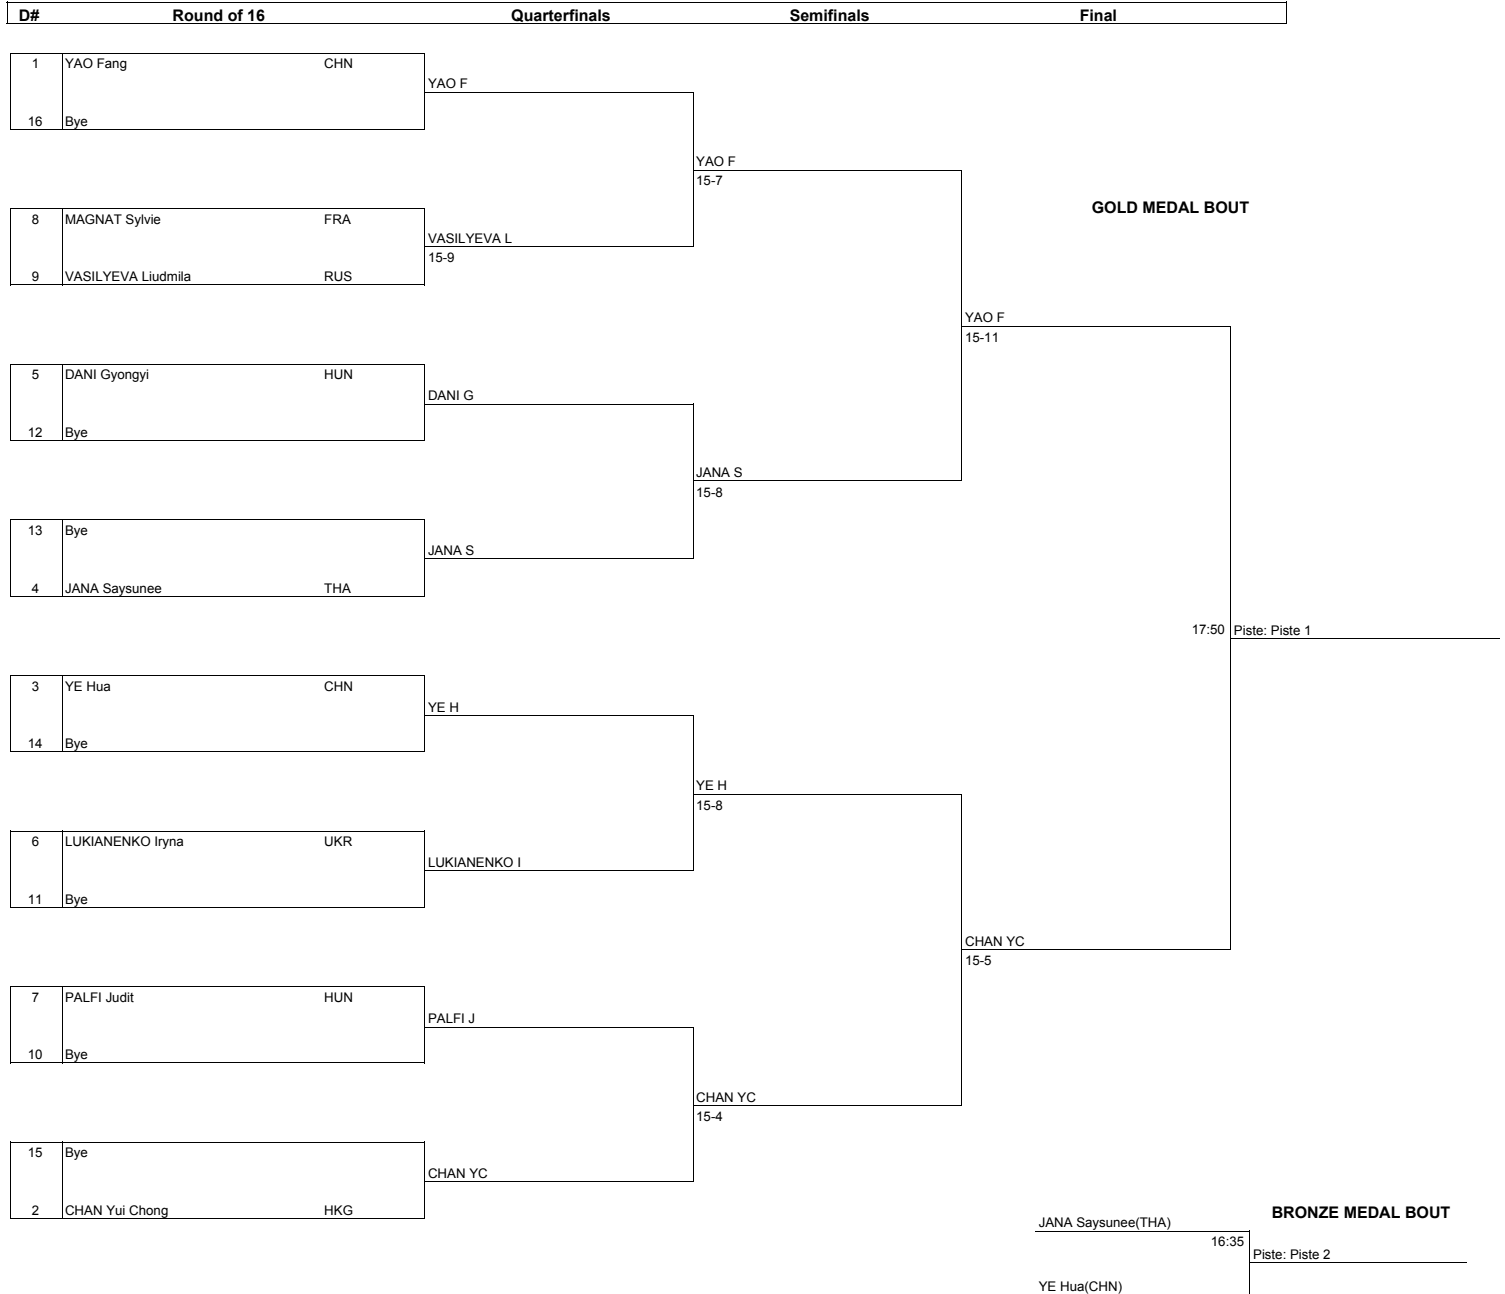 D# Round of 16 Quarterfinals Semifinals Final
1 YAO Fang CHN
YAO F
16 Bye
YAO F
15-7
GOLD MEDAL BOUT
8 MAGNAT Sylvie FRA
VASILYEVA L
15-9
9 VASILYEVA Liudmila RUS
YAO F
15-11
5 DANI Gyongyi HUN
DANI G
12 Bye
JANA S
15-8
13 Bye
JANA S
4 JANA Saysunee THA
17:50 Piste: Piste 1
3 YE Hua CHN
YE H
14 Bye
YE H
15-8
6 LUKIANENKO Iryna UKR
LUKIANENKO I
11 Bye
CHAN YC
15-5
7 PALFI Judit HUN
PALFI J
10 Bye
CHAN YC
15-4
15 Bye
CHAN YC
2 CHAN Yui Chong HKG
BRONZE MEDAL BOUT
JANA Saysunee(THA)
16:35
Piste: Piste 2
YE Hua(CHN)